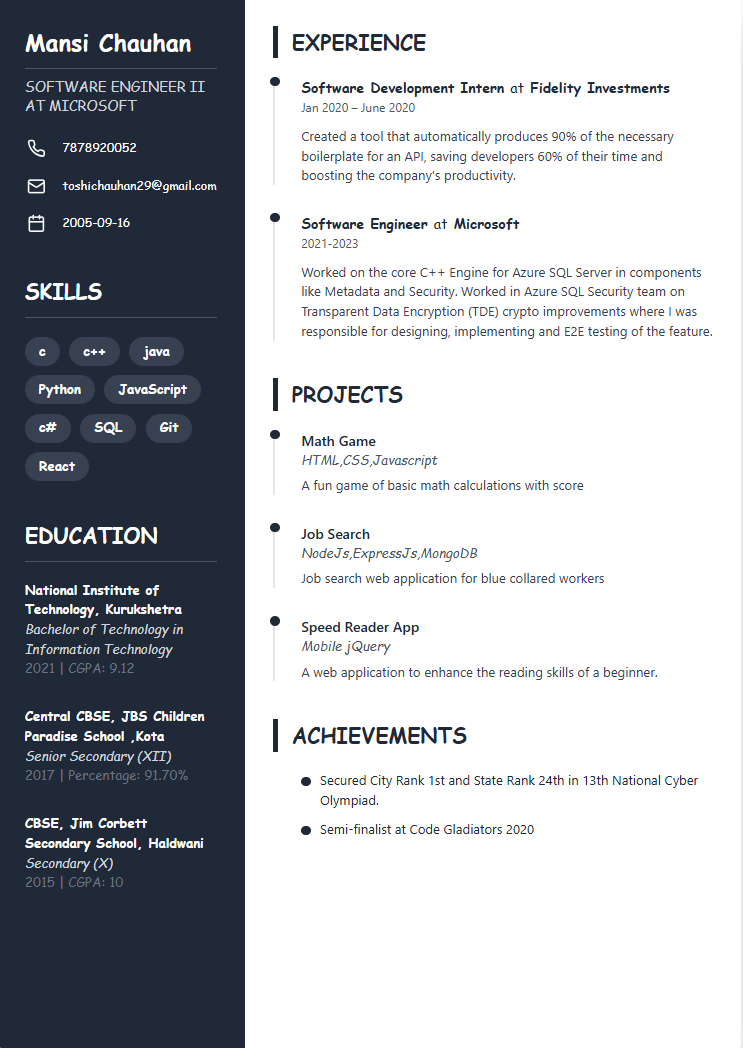 Mansi Chauhan
SOFTWARE ENGINEER II
AT MICROSOFT
7878920052
toshichauhan29@gmail.com
2005-09-16
SKILLS
c
c++
java
Python
JavaScript
c#
SQL
Git
React
EDUCATION
National Institute of
Technology, Kurukshetra
Bachelor of Technology in
Information Technology
2021 | CGPA: 9.12
Central CBSE, JBS Children
Paradise School ,Kota
Senior Secondary (XII)
2017 | Percentage: 91.70%
CBSE, Jim Corbett
Secondary School, Haldwani
Secondary (X)
2015 | CGPA: 10
EXPERIENCE
Software Development Intern at Fidelity Investments
Jan 2020 – June 2020
Created a tool that automatically produces 90% of the necessary
boilerplate for an API, saving developers 60% of their time and
boosting the company's productivity.
Software Engineer at Microsoft
2021-2023
Worked on the core C++ Engine for Azure SQL Server in components
like Metadata and Security. Worked in Azure SQL Security team on
Transparent Data Encryption (TDE) crypto improvements where I was
responsible for designing, implementing and E2E testing of the feature.
PROJECTS
Math Game
HTML,CSS,Javascript
A fun game of basic math calculations with score
Job Search
NodeJs,ExpressJs,MongoDB
Job search web application for blue collared workers
Speed Reader App
Mobile jQuery
A web application to enhance the reading skills of a beginner.
ACHIEVEMENTS
Secured City Rank 1st and State Rank 24th in 13th National Cyber
Olympiad.
Semi-finalist at Code Gladiators 2020